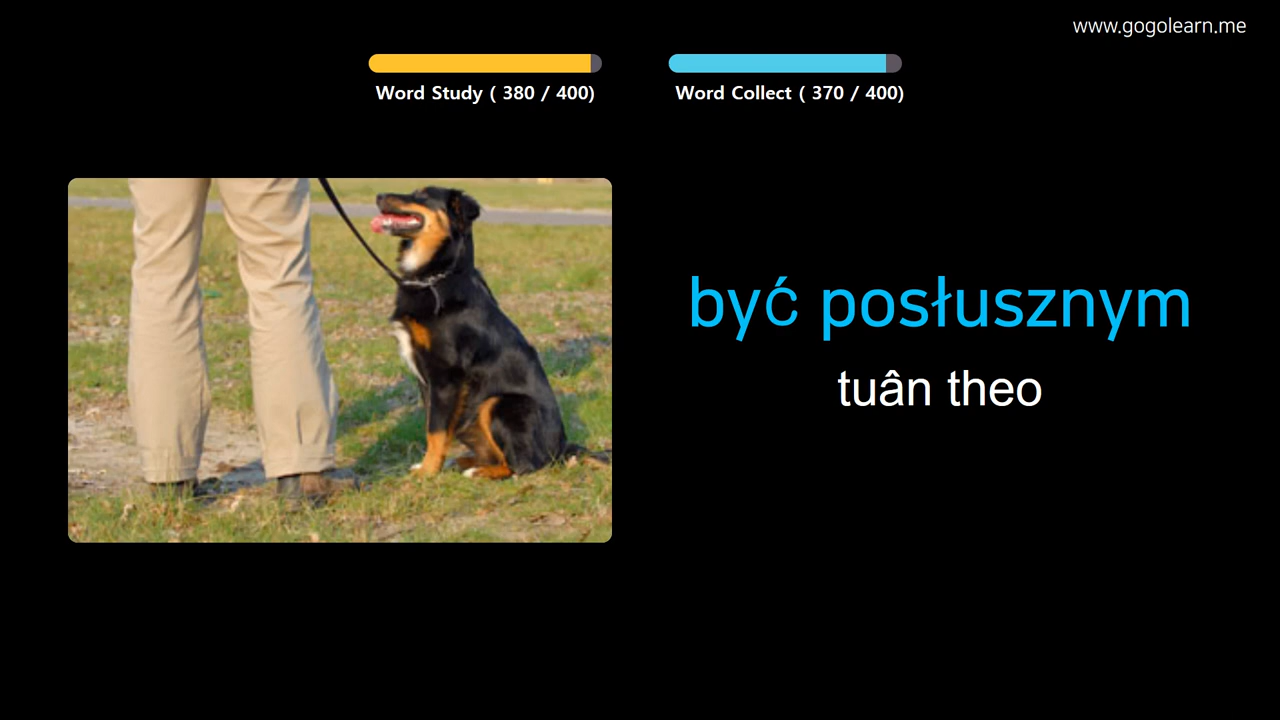 www.gogolearn.me
Word Study ( 380 / 400)
Word Collect ( 370 / 400)
być posłusznym
tuân theo